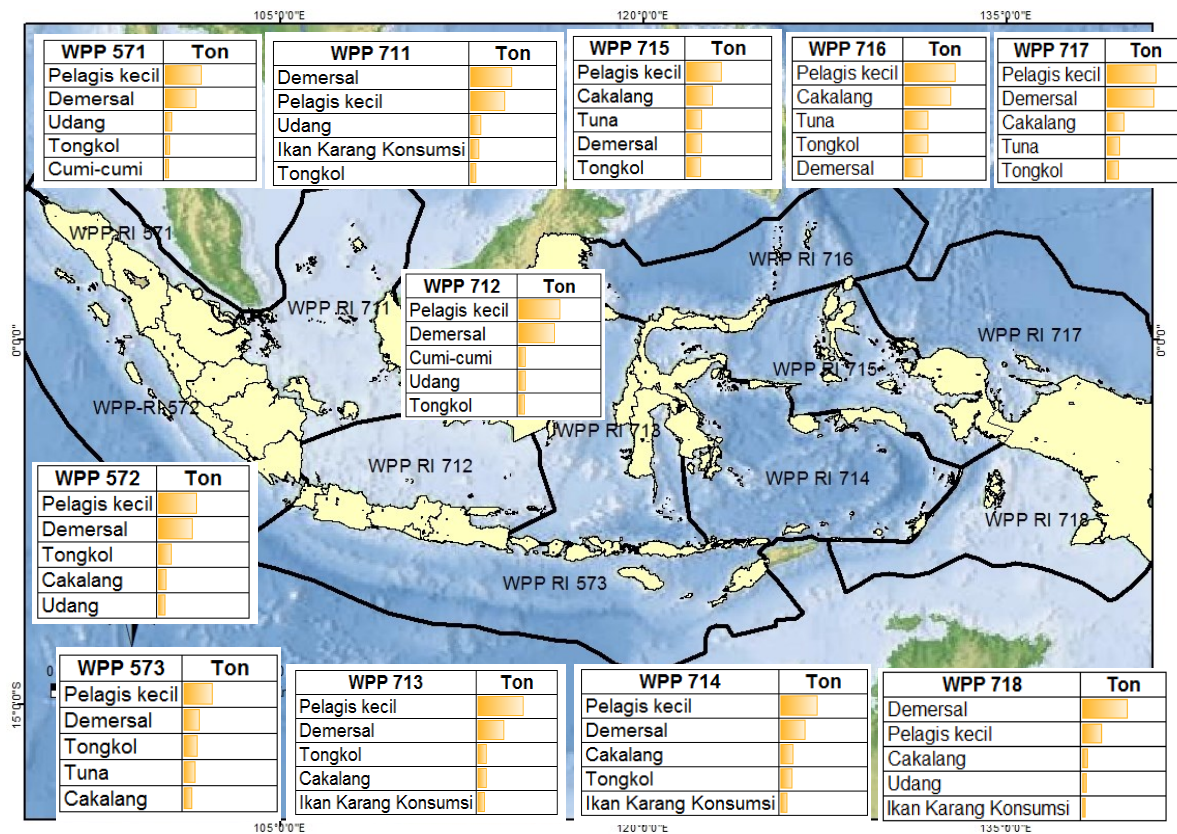 105°0'0"E 120°0'0"E 135°0'0"E
WPP 571 Ton
Pelagis kecil
Demersal
Udang
Tongkol
Cumi-cumi
WPP 711 Ton
Demersal
Pelagis kecil
Udang
Ikan Karang Konsumsi
Tongkol
WPP 715 Ton
Pelagis kecil
Cakalang
Tuna
Demersal
Tongkol
WPP 716 Ton
Pelagis kecil
Cakalang
Tuna
Tongkol
Demersal
WPP 717 Ton
Pelagis kecil
Demersal
Cakalang
Tuna
Tongkol
WPP-RI 571
WPP RI 711
WPP RI 716
WPP RI 717
0°0'0"
0°0'0"
WPP 712 Ton
Pelagis kecil
Demersal
Cumi-cumi
Udang
Tongkol
WPP RI 715
WPP-RI 572
WPP RI 713
WPP RI 712
WPP RI 714
WPP RI 718
WPP RI 573
WPP 572 Ton
Pelagis kecil
Demersal
Tongkol
Cakalang
Udang
0
15°0'0"S
WPP 573 Ton
Pelagis kecil
Demersal
Tongkol
Tuna
Cakalang
WPP 713 Ton
Pelagis kecil
Demersal
Tongkol
Cakalang
Ikan Karang Konsumsi
WPP 714 Ton
Pelagis kecil
Demersal
Cakalang
Tongkol
Ikan Karang Konsumsi
WPP 718 Ton
Demersal
Pelagis kecil
Cakalang
Udang
Ikan Karang Konsumsi
105°0'0"E 120°0'0"E 135°0'0"E